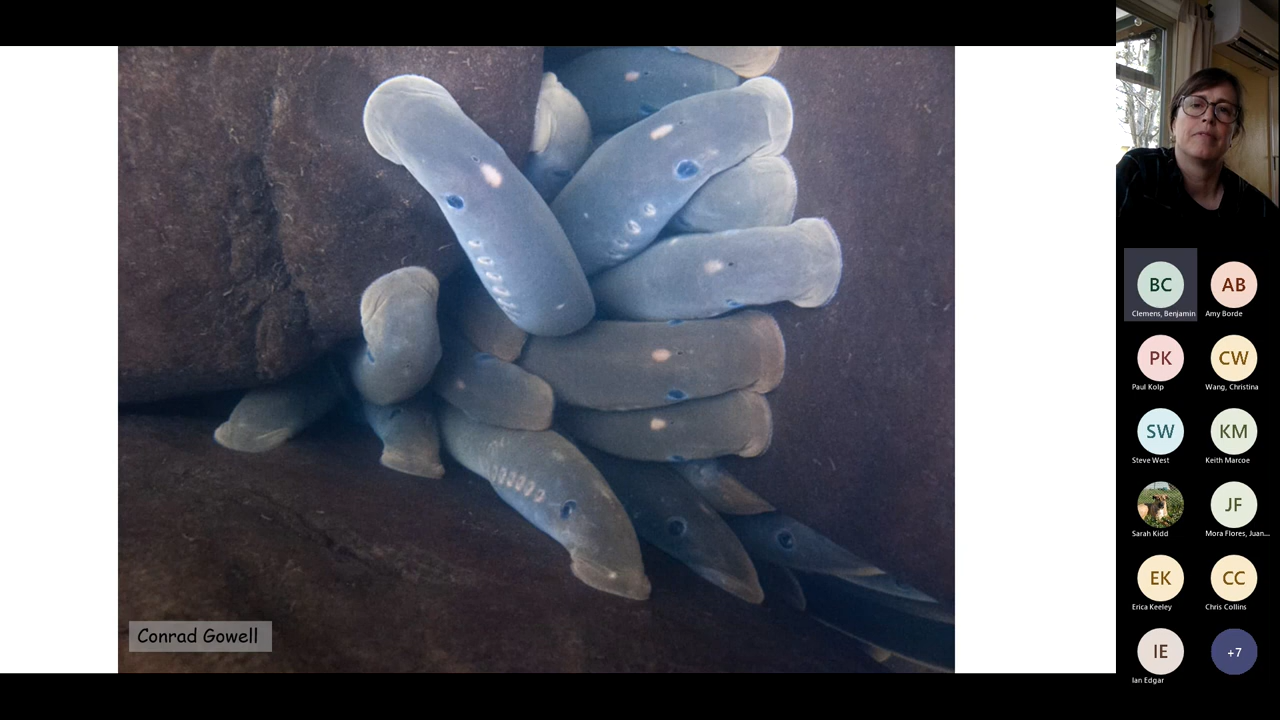 Conrad Gowell
BC
AB
Clemens, Benjamin
Amy Borde
PK
CW
Paul Kolp
Wang, Christina
SW
KM
Steve West
Keith Marcoe
JF
Sarah Kidd
Mora Flores, Juan...
EK
CC
Erica Keeley
Chris Collins
IE
+7
Ian Edgar